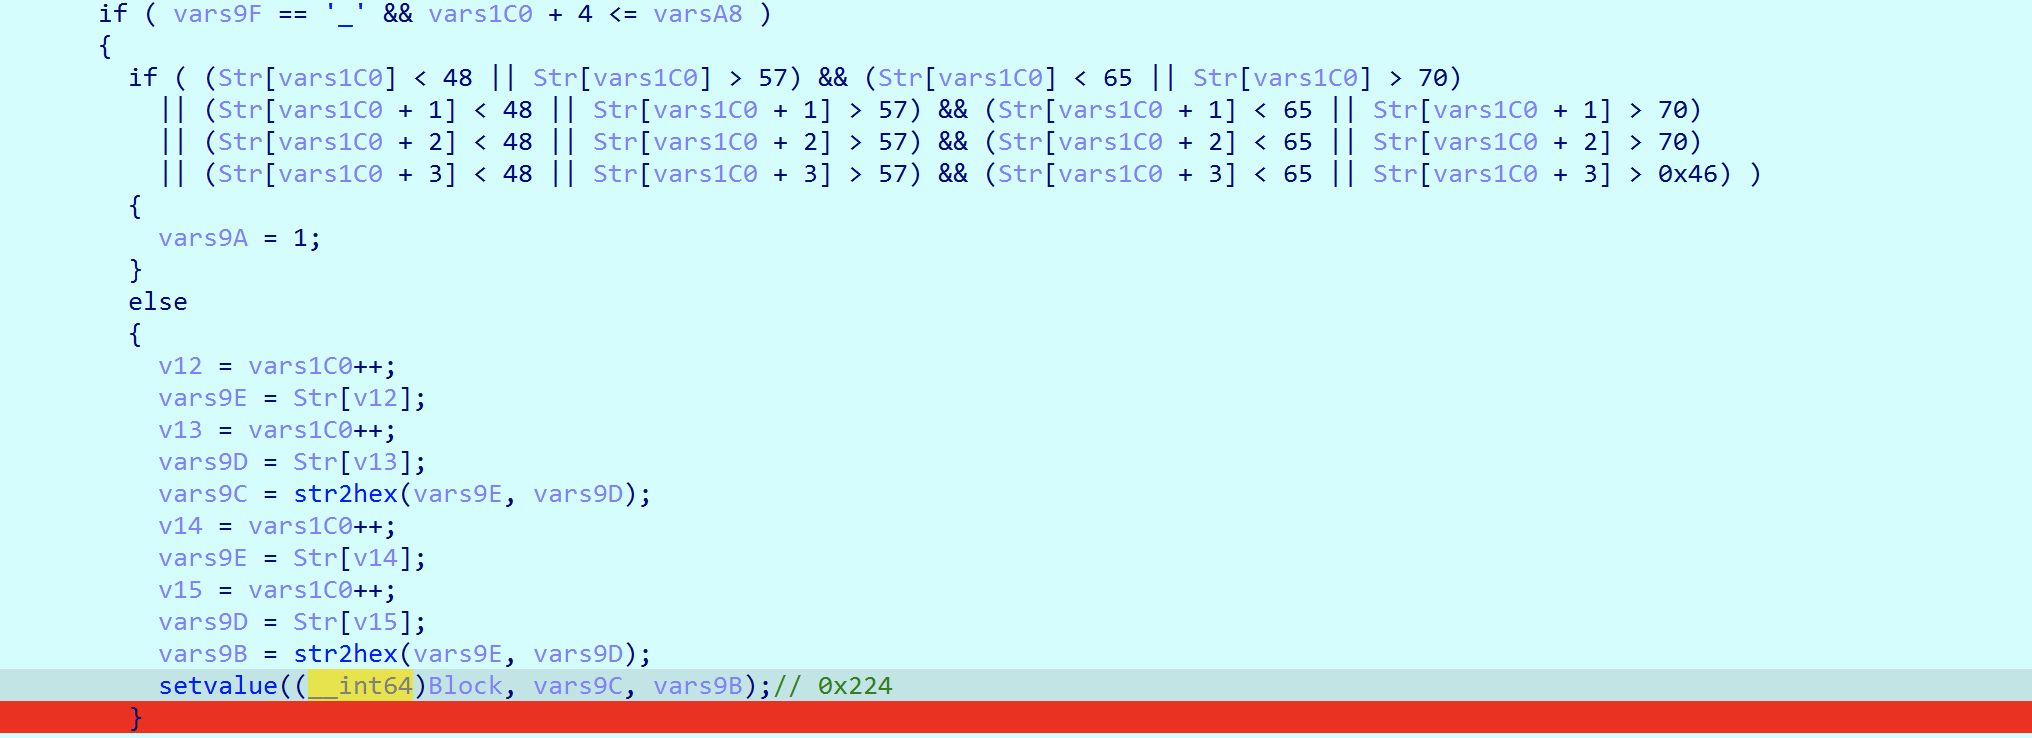 if ( vars9F == '_' && vars1C0 + 4 <= varsA8 )
{
if ( (Str[vars1C0] < 48 || Str[vars1C0] > 57) && (Str[vars1C0] < 65 || Str[vars1C0] > 70)
|| (Str[vars1C0 + 1] < 48 || Str[vars1C0 + 1] > 57) && (Str[vars1C0 + 1] < 65 || Str[vars1C0 + 1] > 70)
|| (Str[vars1C0 + 2] < 48 || Str[vars1C0 + 2] > 57) && (Str[vars1C0 + 2] < 65 || Str[vars1C0 + 2] > 70)
|| (Str[vars1C0 + 3] < 48 || Str[vars1C0 + 3] > 57) && (Str[vars1C0 + 3] < 65 || Str[vars1C0 + 3] > 0x46) )
{
vars9A = 1;
}
else
{
v12 = vars1C0++;
vars9E = Str[v12];
v13 = vars1C0++;
vars9D = Str[v13];
vars9C = str2hex(vars9E, vars9D);
v14 = vars1C0++;
vars9E = Str[v14];
v15 = vars1C0++;
vars9D = Str[v15];
vars9B = str2hex(vars9E, vars9D);
setvalue((__int64)Block, vars9C, vars9B);// 0x224
}